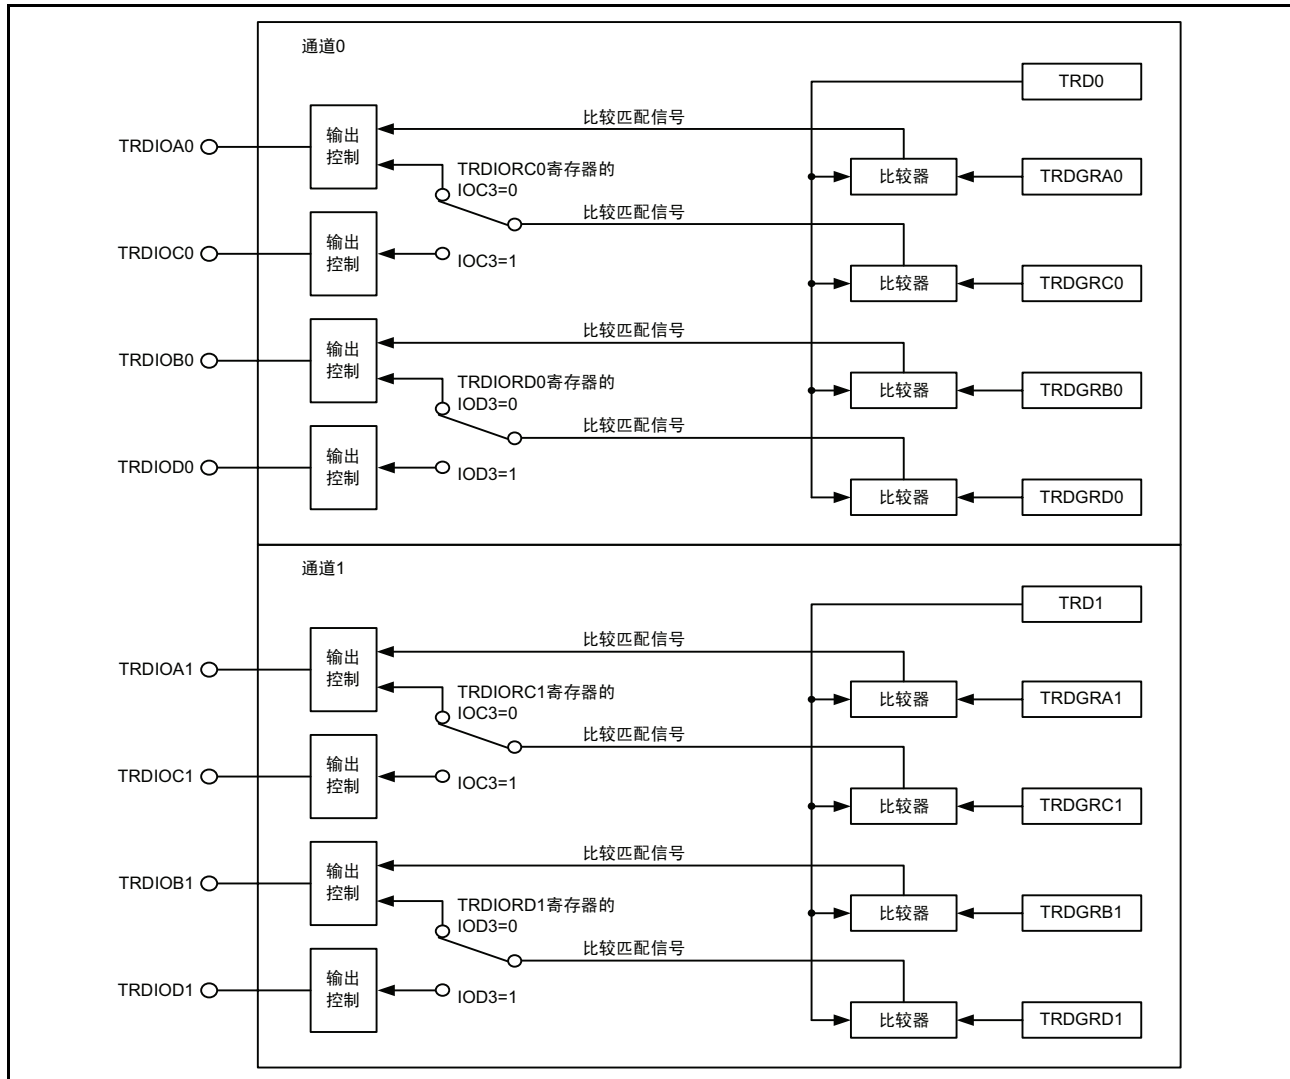 通道0
TRD0
比较匹配信号
TRDIOA0
输出
控制
TRDIORC0寄存器的
IOC3=0
比较器
TRDGRA0
比较匹配信号
TRDIOC0
输出
控制
IOC3=1
比较器
TRDGRC0
比较匹配信号
TRDIOB0
输出
控制
TRDIORD0寄存器的
IOD3=0
比较器
TRDGRB0
比较匹配信号
TRDIOD0
输出
控制
IOD3=1
比较器
TRDGRD0
通道1
TRD1
比较匹配信号
TRDIOA1
输出
控制
TRDIORC1寄存器的
IOC3=0
比较器
TRDGRA1
比较匹配信号
TRDIOC1
输出
控制
IOC3=1
比较器
TRDGRC1
比较匹配信号
TRDIOB1
输出
控制
TRDIORD1寄存器的
IOD3=0
比较器
TRDGRB1
比较匹配信号
TRDIOD1
输出
控制
IOD3=1
比较器
TRDGRD1